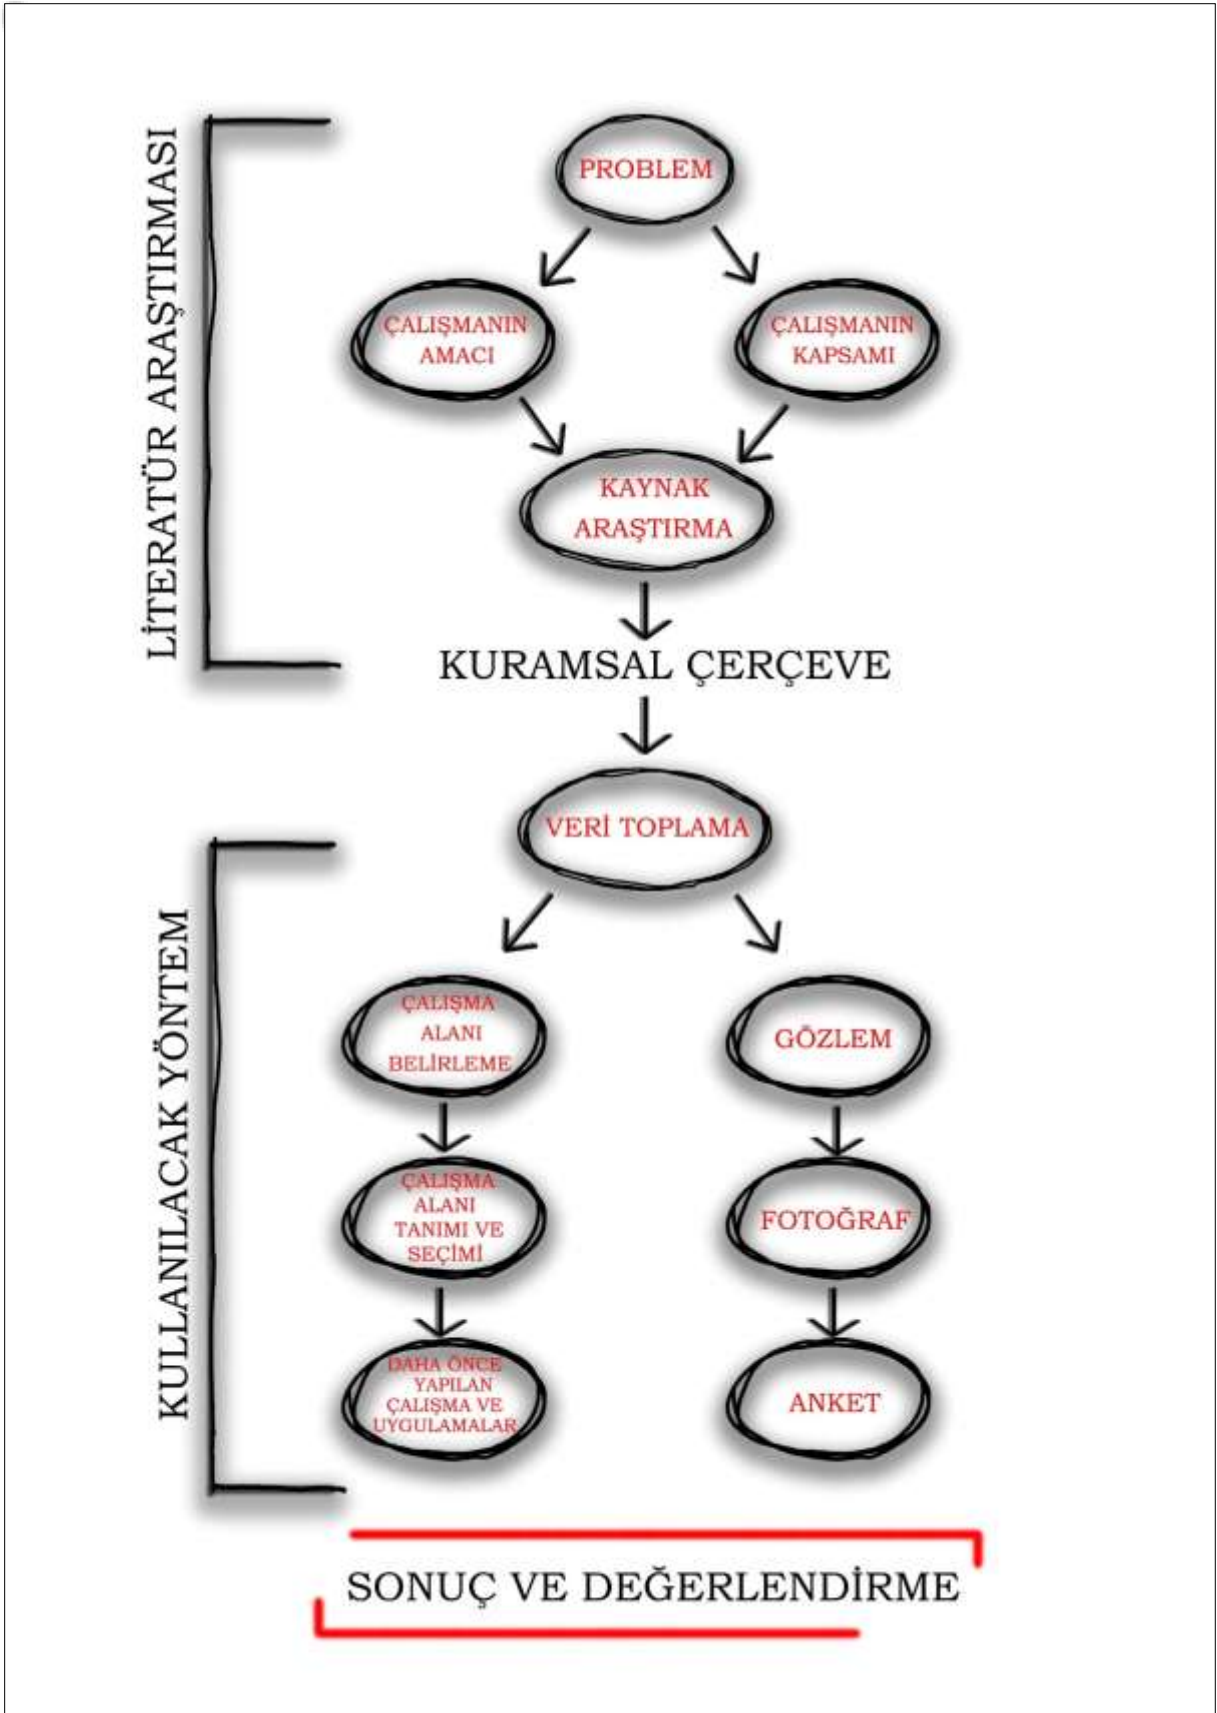 LİTERATÜR ARAŞTIRMASI
PROBLEM
ÇALIŞMANIN
AMACI
ÇALIŞMANIN
KAPSAMI
KAYNAK
ARAŞTIRMA
KURAMSAL ÇERÇEVE
KULLANILACAK YÖNTEM
VERİ TOPLAMA
ÇALIŞMA
ALANI
BELİRLEME
GÖZLEM
ÇALIŞMA
ALANI
TANIMI VE
SEÇİMİ
FOTOĞRAF
DAHA ÖNCE
YAPILAN
ÇALIŞMA VE
UYGULAMALAR
ANKET
SONUÇ VE DEĞERLENDİRME